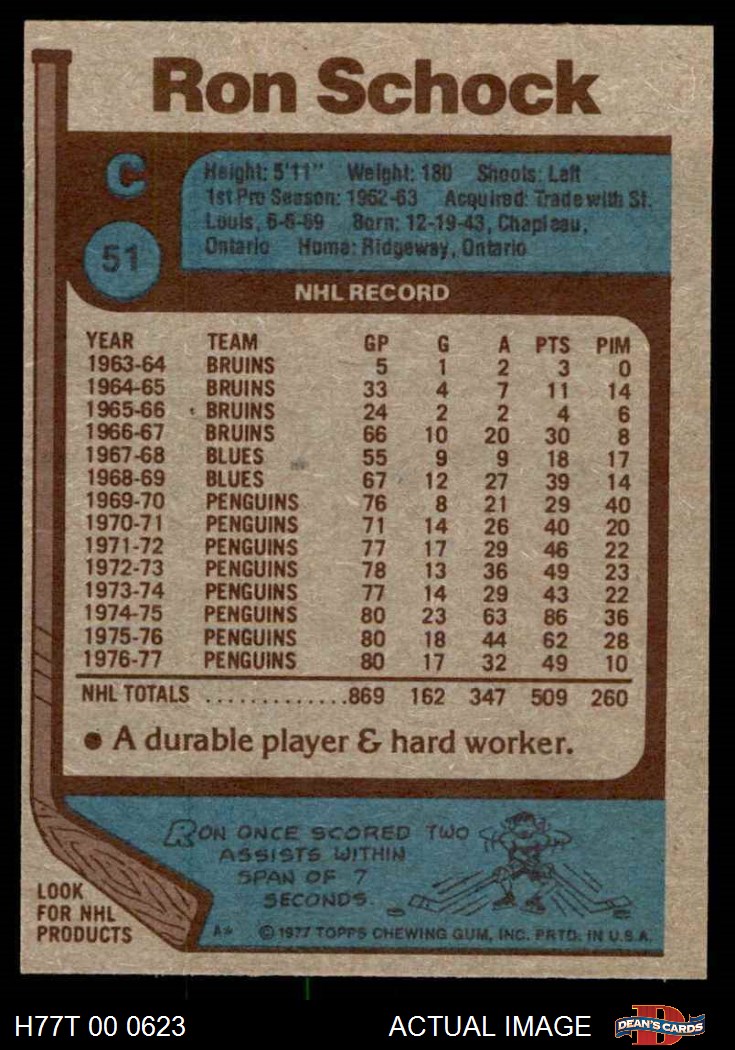 Ron Schock
C
51
Height: 5'11" Weight: 180 Shoots: Left
1st Pro Season: 1962-63 Acquired: Trade with St.
Louis, 6-6-69 Born: 12-19-43, Chapleau,
Ontario Home: Ridgeway, Ontario
NHL RECORD
YEAR TEAM GP G A PTS PIM
1963-64 BRUINS 5 1 2 3 0
1964-65 BRUINS 33 4 7 11 14
1965-66 BRUINS 24 2 2 4 6
1966-67 BRUINS 66 10 20 30 8
1967-68 BLUES 55 9 9 18 17
1968-69 BLUES 67 12 27 39 14
1969-70 PENGUINS 76 8 21 29 40
1970-71 PENGUINS 71 14 26 40 20
1971-72 PENGUINS 77 17 29 46 22
1972-73 PENGUINS 78 13 36 49 23
1973-74 PENGUINS 77 14 29 43 22
1974-75 PENGUINS 80 23 63 86 36
1975-76 PENGUINS 80 18 44 62 28
1976-77 PENGUINS 80 17 32 49 10
NHL TOTALS .............869 162 347 509 260
• A durable player & hard worker.
RON ONCE SCORED TWO
ASSISTS WITHIN
SPAN OF 7
SECONDS.
LOOK
FOR NHL
PRODUCTS
A* © 1977 TOPPS CHEWING GUM, INC. PRTD. IN U.S.A.
H77T 00 0623 ACTUAL IMAGE
D
DEAN'S CARDS